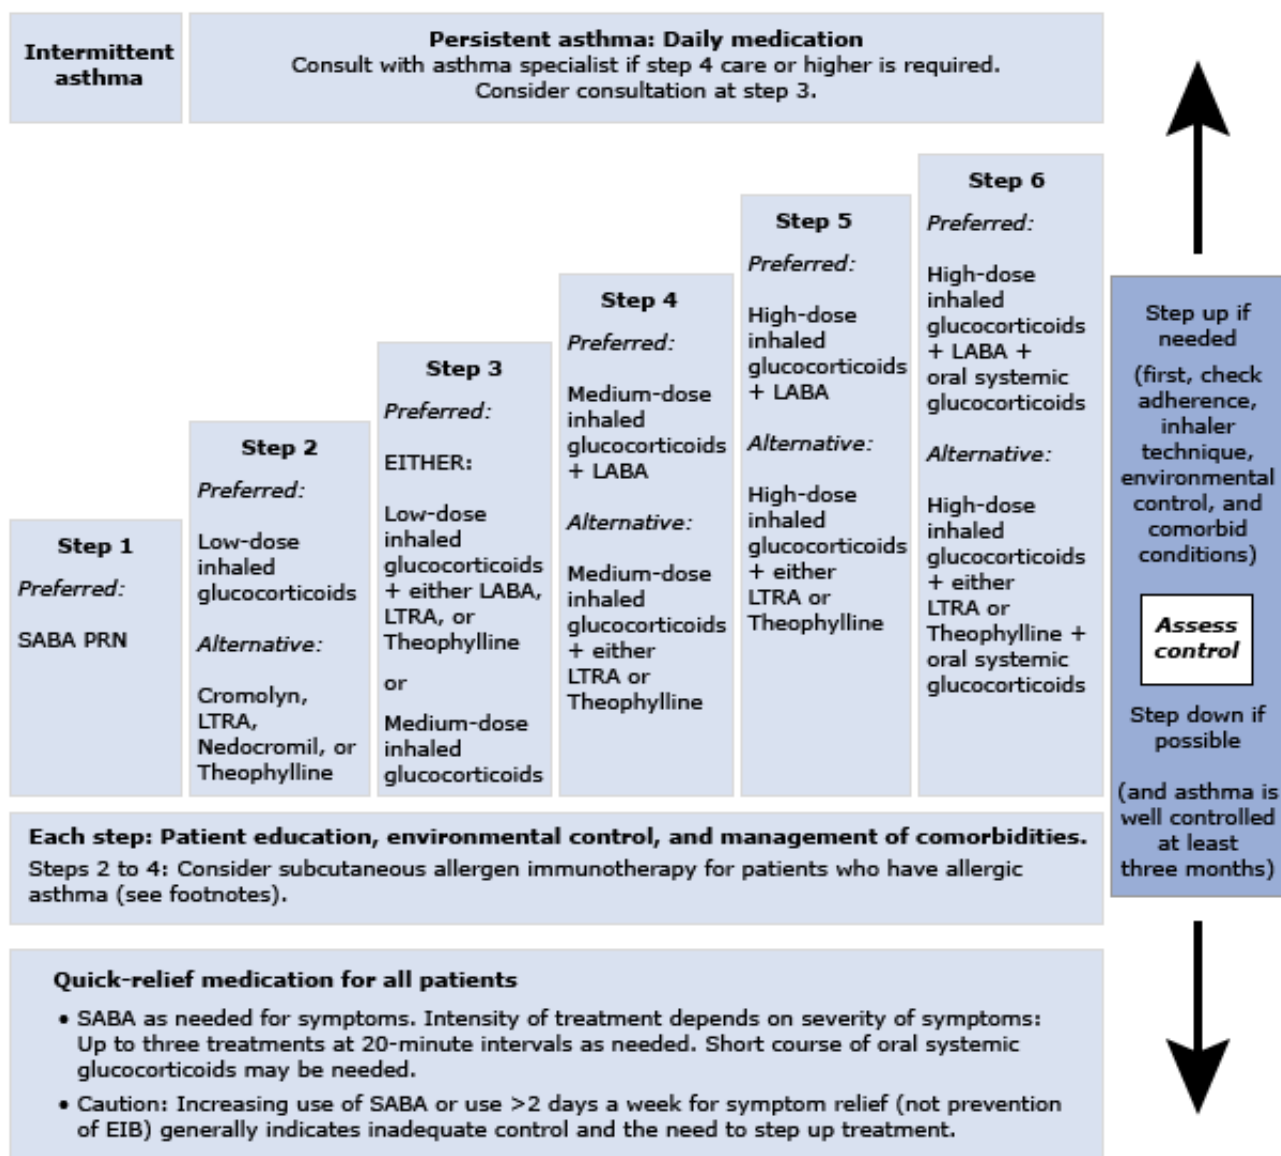 Intermittent
asthma
Persistent asthma: Daily medication
Consult with asthma specialist if step 4 care or higher is required.
Consider consultation at step 3.
Step 1
Preferred:
SABA PRN
Step 2
Preferred:
Low-dose
inhaled
glucocorticoids
Alternative:
Cromolyn,
LTRA,
Nedocromil, or
Theophylline
Step 3
Preferred:
EITHER:
Low-dose
inhaled
glucocorticoids
+ either LABA,
LTRA, or
Theophylline
or
Medium-dose
inhaled
glucocorticoids
Step 4
Preferred:
Medium-dose
inhaled
glucocorticoids
+ LABA
Alternative:
Medium-dose
inhaled
glucocorticoids
+ either
LTRA or
Theophylline
Step 5
Preferred:
High-dose
inhaled
glucocorticoids
+ LABA
Alternative:
High-dose
inhaled
glucocorticoids
+ either
LTRA or
Theophylline
Step 6
Preferred:
High-dose
inhaled
glucocorticoids
+ LABA +
oral systemic
glucocorticoids
Alternative:
High-dose
inhaled
glucocorticoids
+ either
LTRA or
Theophylline +
oral systemic
glucocorticoids
Step up if
needed
(first, check
adherence,
inhaler
technique,
environmental
control, and
comorbid
conditions)
Assess
control
Step down if
possible
(and asthma is
well controlled
at least
three months)
Each step: Patient education, environmental control, and management of comorbidities.
Steps 2 to 4: Consider subcutaneous allergen immunotherapy for patients who have allergic
asthma (see footnotes).
Quick-relief medication for all patients
• SABA as needed for symptoms. Intensity of treatment depends on severity of symptoms:
Up to three treatments at 20-minute intervals as needed. Short course of oral systemic
glucocorticoids may be needed.
• Caution: Increasing use of SABA or use >2 days a week for symptom relief (not prevention
of EIB) generally indicates inadequate control and the need to step up treatment.